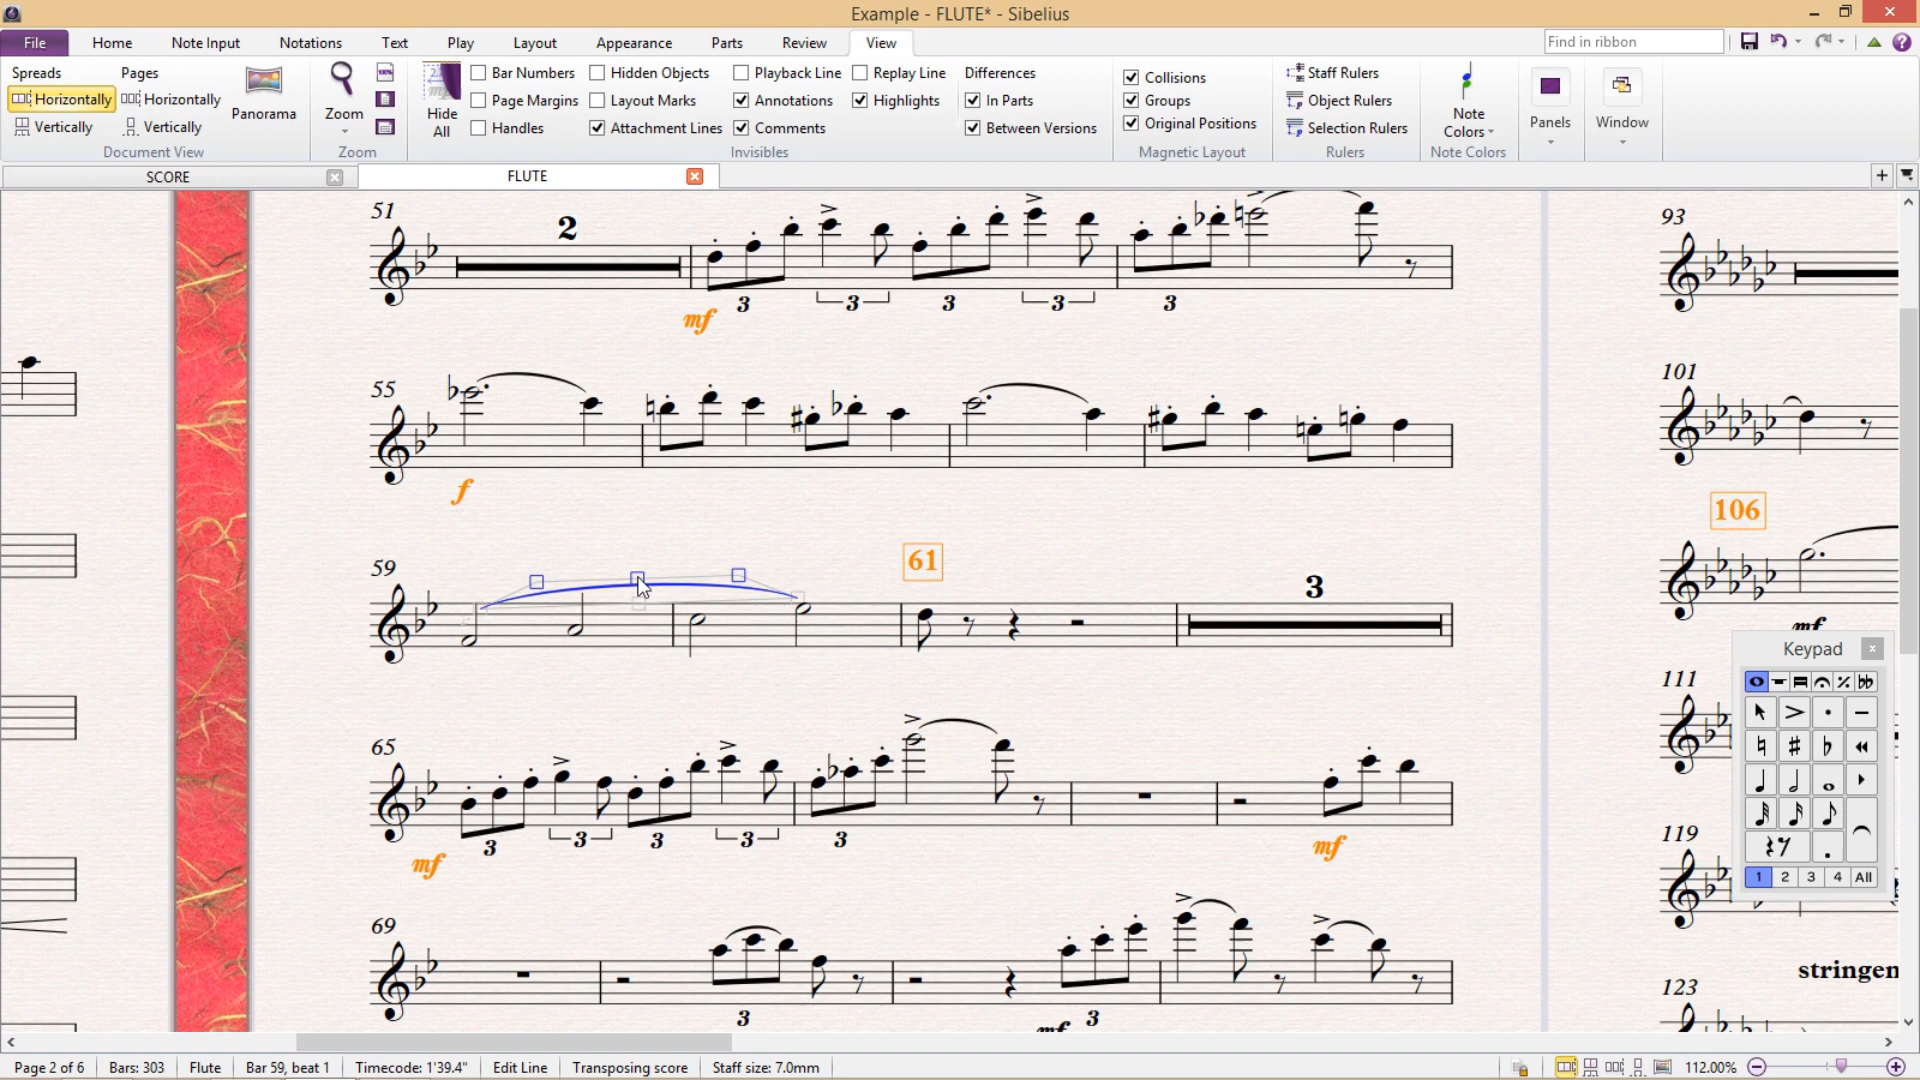 Example - FLUTE* - Sibelius
File Home Note Input Notations Text Play Layout Appearance Parts Review View Find in ribbon
Spreads Pages Bar Numbers Hidden Objects Playback Line Replay Line Differences Collisions Staff Rulers
Horizontally Horizontally Panorama Zoom 100% Hide All Page Margins Layout Marks Annotations Highlights In Parts Groups Object Rulers Note Colors Panels Window
Vertically Vertically Handles Attachment Lines Comments Between Versions Original Positions Selection Rulers
Document View Zoom Invisibles Magnetic Layout Rulers Note Colors
SCORE FLUTE
51 2 93
3 3 3 3 3
mf
55 101
f
106
59 61 3
mf
Keypad
111
65
3 3 3 3 3
mf mf
119
1 2 3 4 All
69
stringen
123
3 mf 3
Page 2 of 6 Bars: 303 Flute Bar 59, beat 1 Timecode: 1'39.4" Edit Line Transposing score Staff size: 7.0mm 112.00%